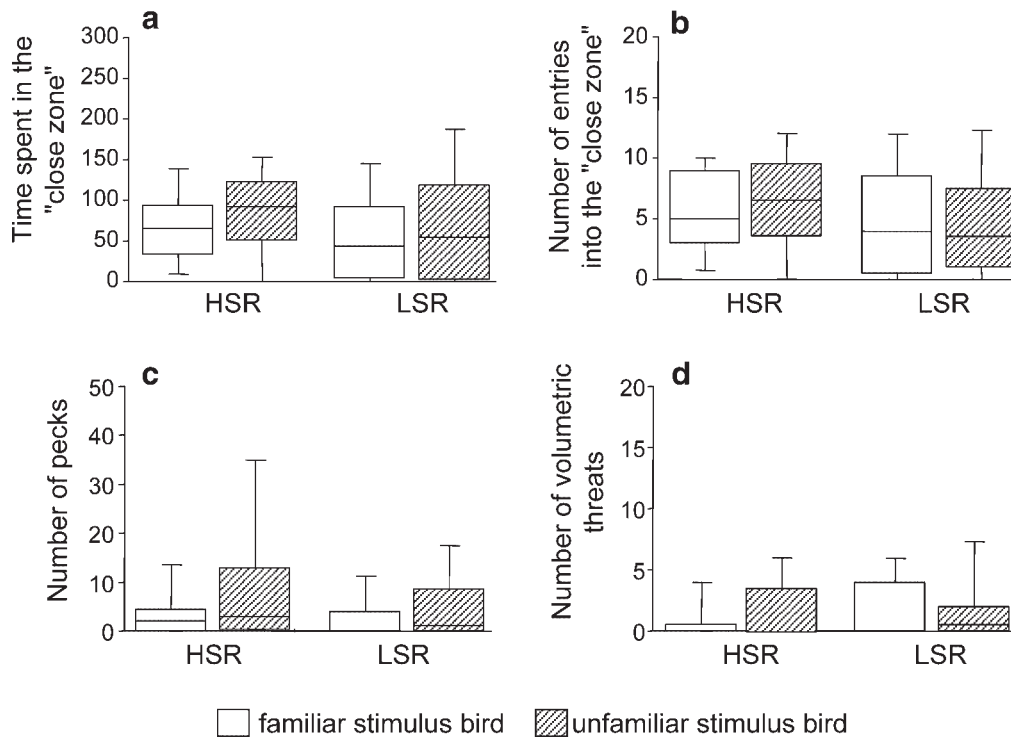 a
Time spent in the
"close zone"
300
250
200
150
100
50
0
HSR
LSR
b
Number of entries
into the "close zone"
20
15
10
5
0
HSR
LSR
c
Number of pecks
50
40
30
20
10
0
HSR
LSR
d
Number of volumetric
threats
20
15
10
5
0
HSR
LSR
familiar stimulus bird
unfamiliar stimulus bird